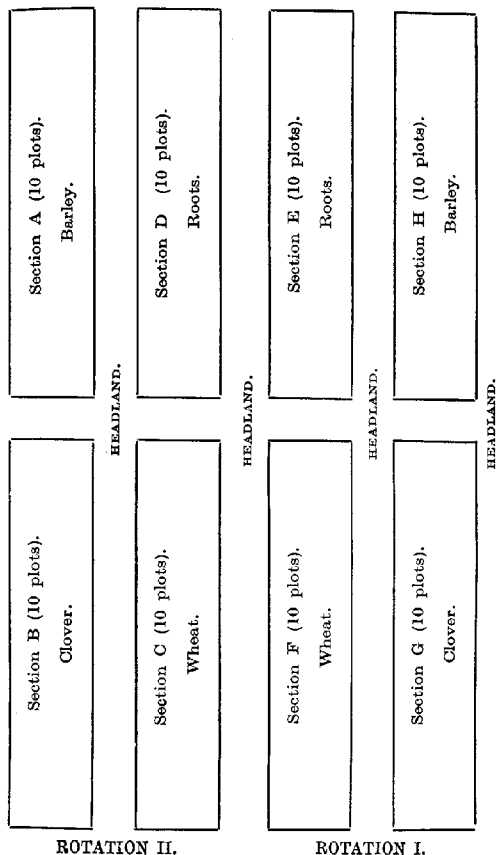 Section A (10 plots).
Barley.
Section D (10 plots).
Roots.
Section E (10 plots).
Roots.
Section H (10 plots).
Barley.
HEADLAND.
HEADLAND.
HEADLAND.
HEADLAND.
Section B (10 plots).
Clover.
Section C (10 plots).
Wheat.
Section F (10 plots).
Wheat.
Section G (10 plots).
Clover.
ROTATION II.
ROTATION I.